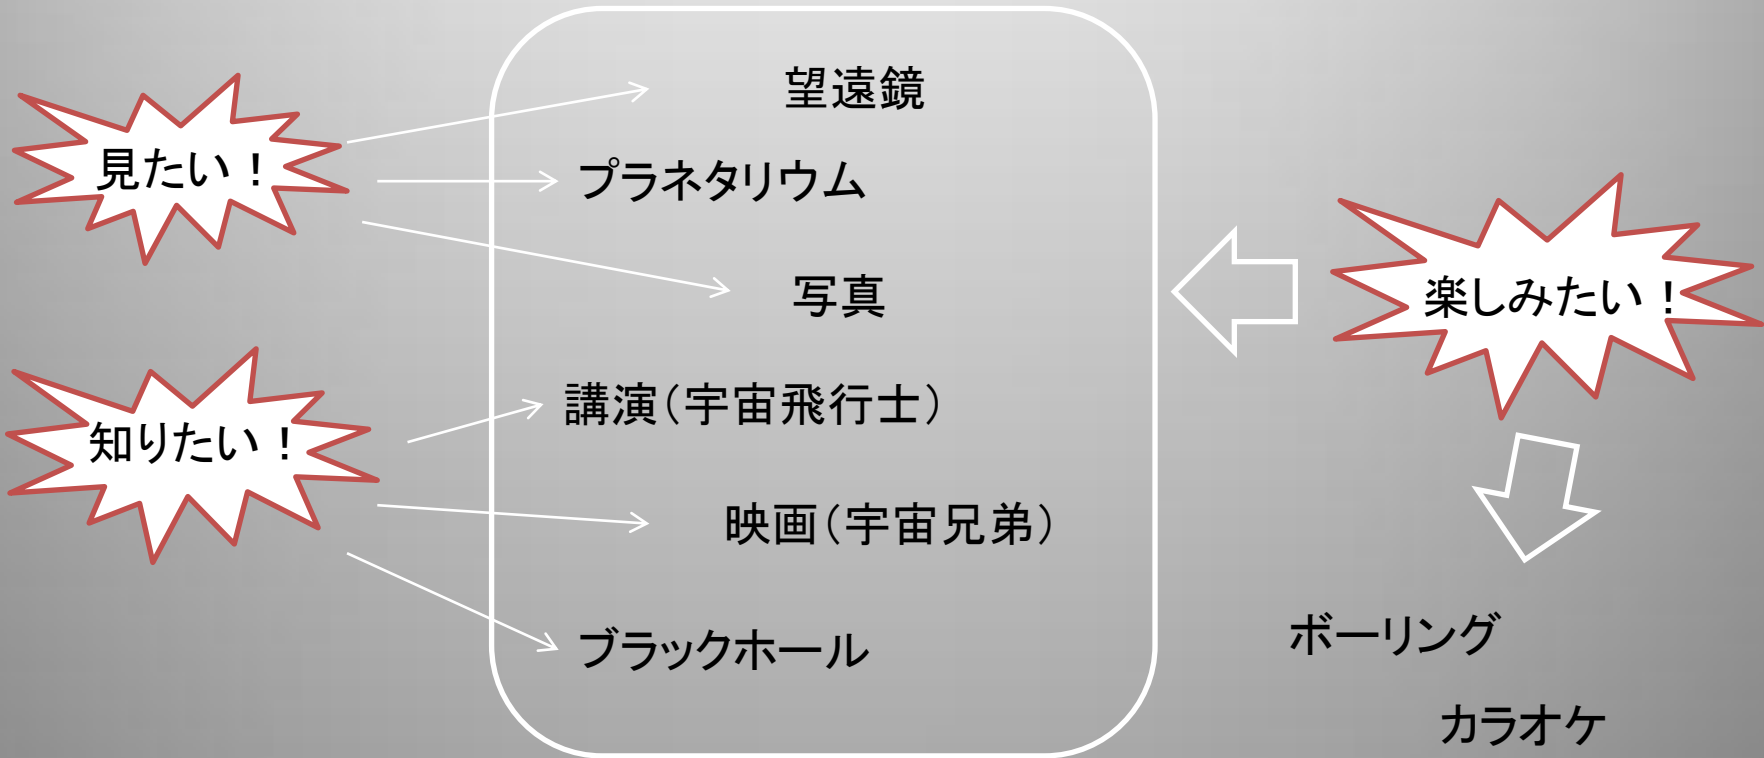 見たい！
望遠鏡
プラネタリウム
写真
知りたい！
講演（宇宙飛行士）
映画（宇宙兄弟）
ブラックホール
楽しみたい！
ボーリング
カラオケ